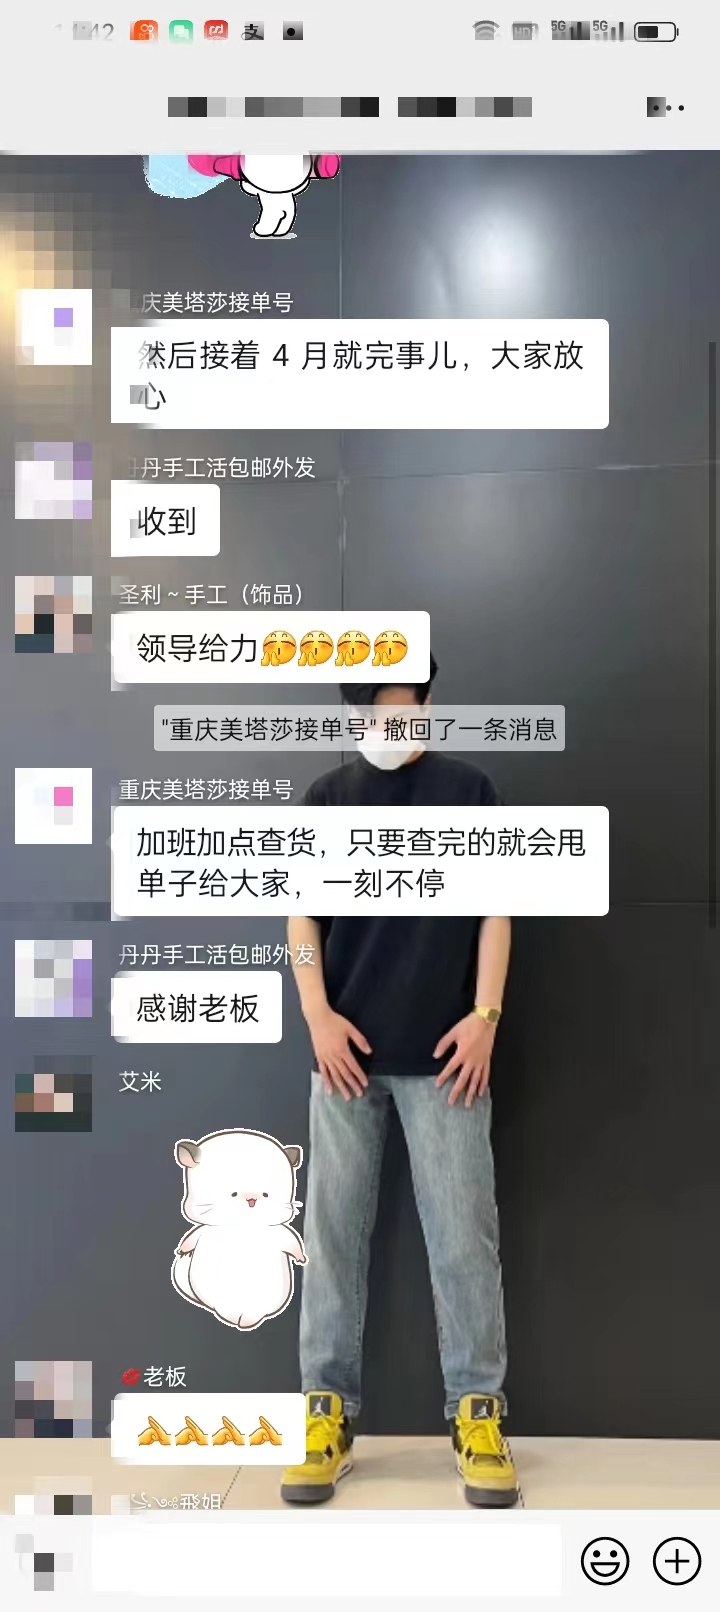 庆美塔莎接单号
然后接着 4 月就完事儿，大家放
心
丹手工活包邮外发
收到
圣利～手工（饰品）
领导给力
"重庆美塔莎接单号" 撤回了一条消息
重庆美塔莎接单号
加班加点查货，只要查完的就会甩
单子给大家，一刻不停
丹丹手工活包邮外发
感谢老板
艾米
老板
飛姐